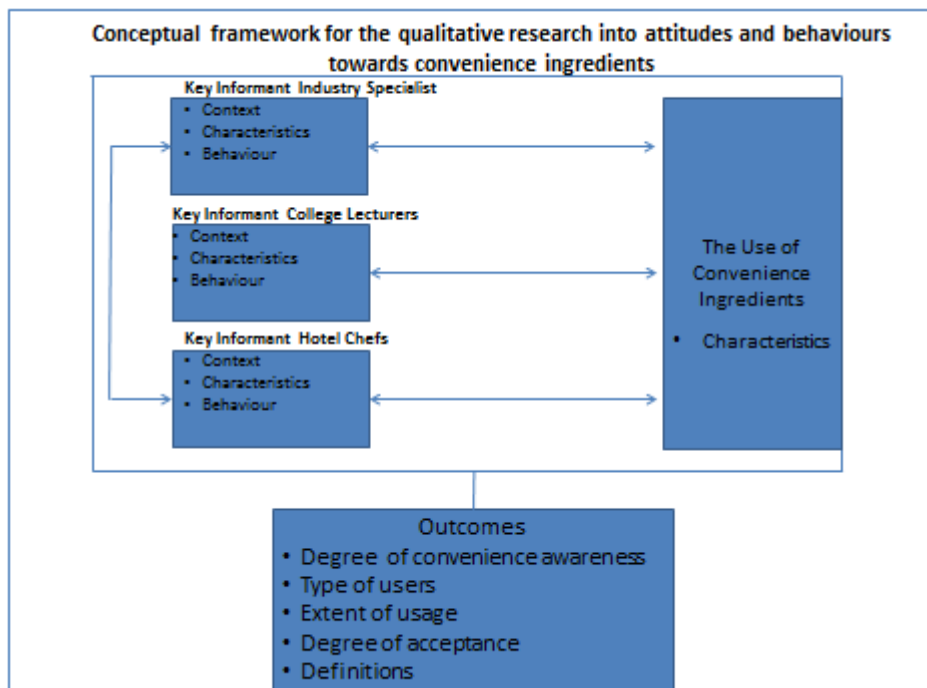 Conceptual framework for the qualitative research into attitudes and behaviours
towards convenience ingredients
Key Informant Industry Specialist
• Context
• Characteristics
• Behaviour
Key Informant College Lecturers
• Context
• Characteristics
• Behaviour
Key Informant Hotel Chefs
• Context
• Characteristics
• Behaviour
The Use of
Convenience
Ingredients
• Characteristics
Outcomes
• Degree of convenience awareness
• Type of users
• Extent of usage
• Degree of acceptance
• Definitions